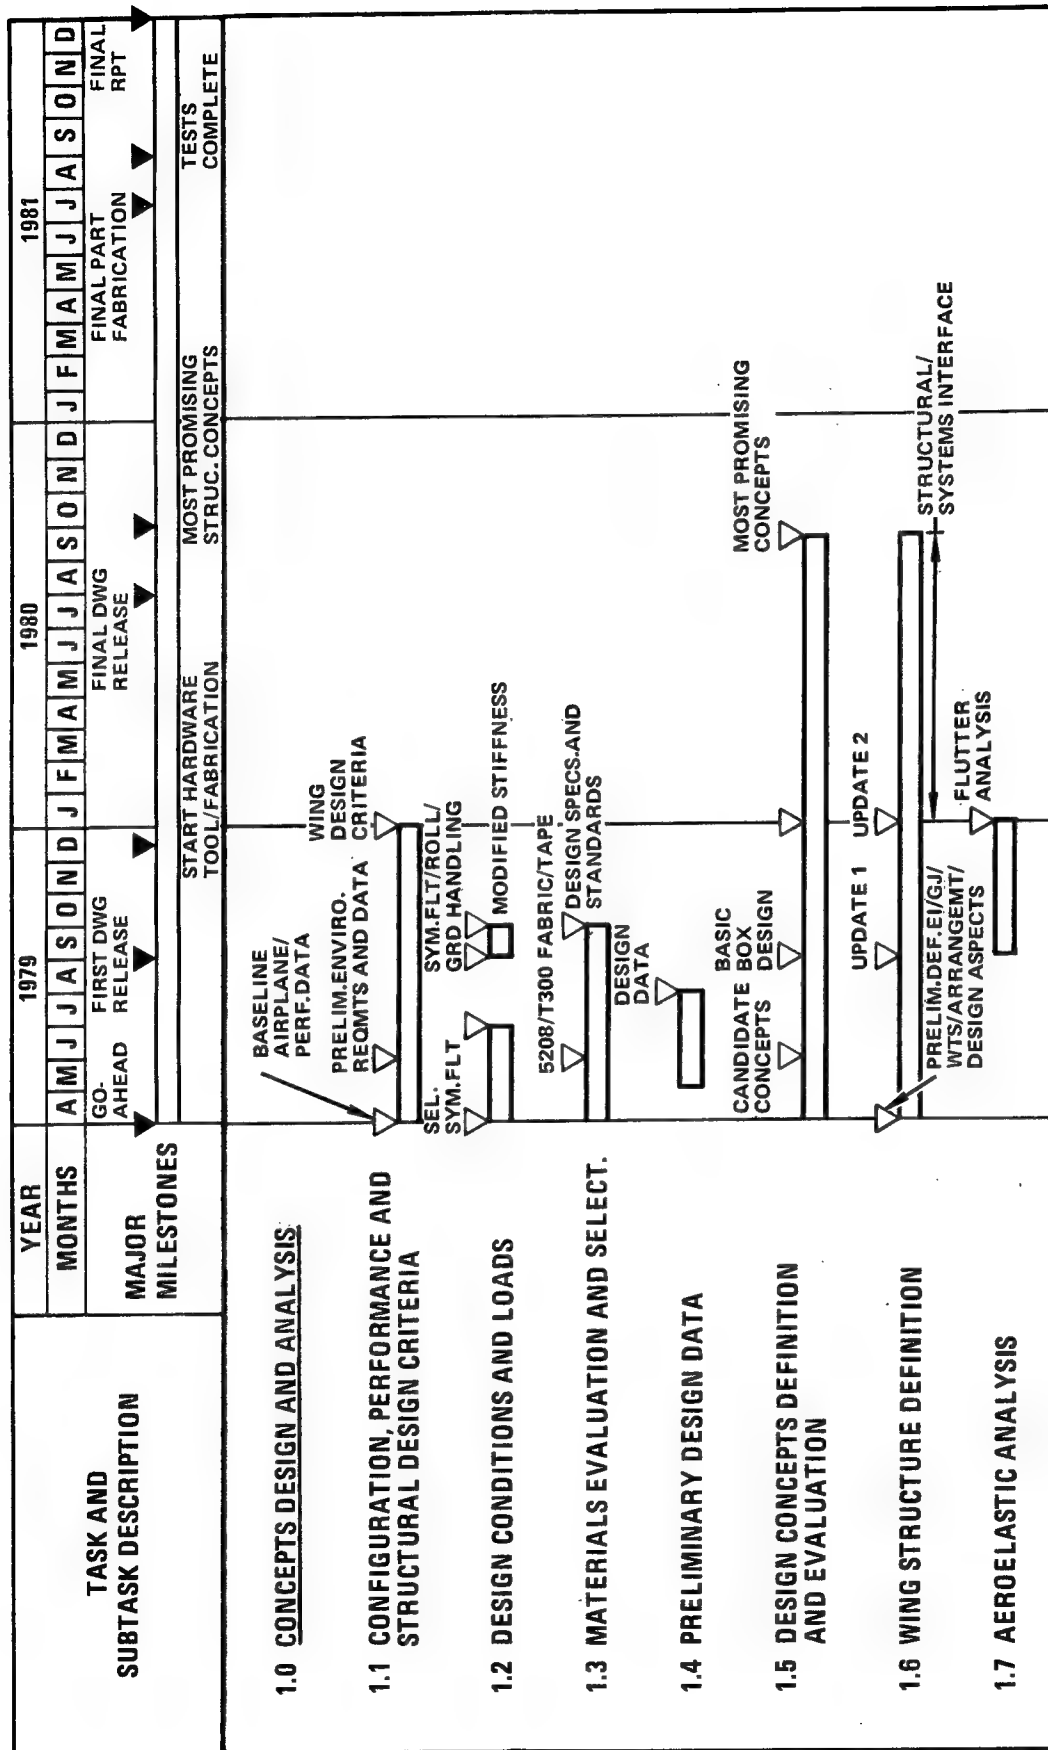 TASK AND
SUBTASK DESCRIPTION
YEAR
1979
1980
1981
MONTHS
A M J J A S O N D J F M A M J J A S O N D J F M A M J J A S O N D
MAJOR
MILESTONES
GO-
AHEAD
FIRST DWG
RELEASE
FINAL DWG
RELEASE
FINAL PART
FABRICATION
FINAL
RPT
START HARDWARE
TOOL/FABRICATION
MOST PROMISING
STRUC. CONCEPTS
TESTS
COMPLETE
1.0 CONCEPTS DESIGN AND ANALYSIS
BASELINE
AIRPLANE/
PERF.DATA
PRELIM.ENVIRO.
REQMTS AND DATA
WING
DESIGN
CRITERIA
1.1 CONFIGURATION, PERFORMANCE AND
STRUCTURAL DESIGN CRITERIA
SEL.
SYM.FLT
SYM.FLT/ROLL/
GRD HANDLING
1.2 DESIGN CONDITIONS AND LOADS
MODIFIED STIFFNESS
5208/T300 FABRIC/TAPE
DESIGN SPECS.AND
STANDARDS
1.3 MATERIALS EVALUATION AND SELECT.
DESIGN
DATA
1.4 PRELIMINARY DESIGN DATA
CANDIDATE
CONCEPTS
BASIC
BOX
DESIGN
MOST PROMISING
CONCEPTS
1.5 DESIGN CONCEPTS DEFINITION
AND EVALUATION
UPDATE 1
UPDATE 2
1.6 WING STRUCTURE DEFINITION
PRELIM.DEF.EI/GJ/
WTS/ARRANGEMT/
DESIGN ASPECTS
STRUCTURAL/
SYSTEMS INTERFACE
FLUTTER
ANALYSIS
1.7 AEROELASTIC ANALYSIS